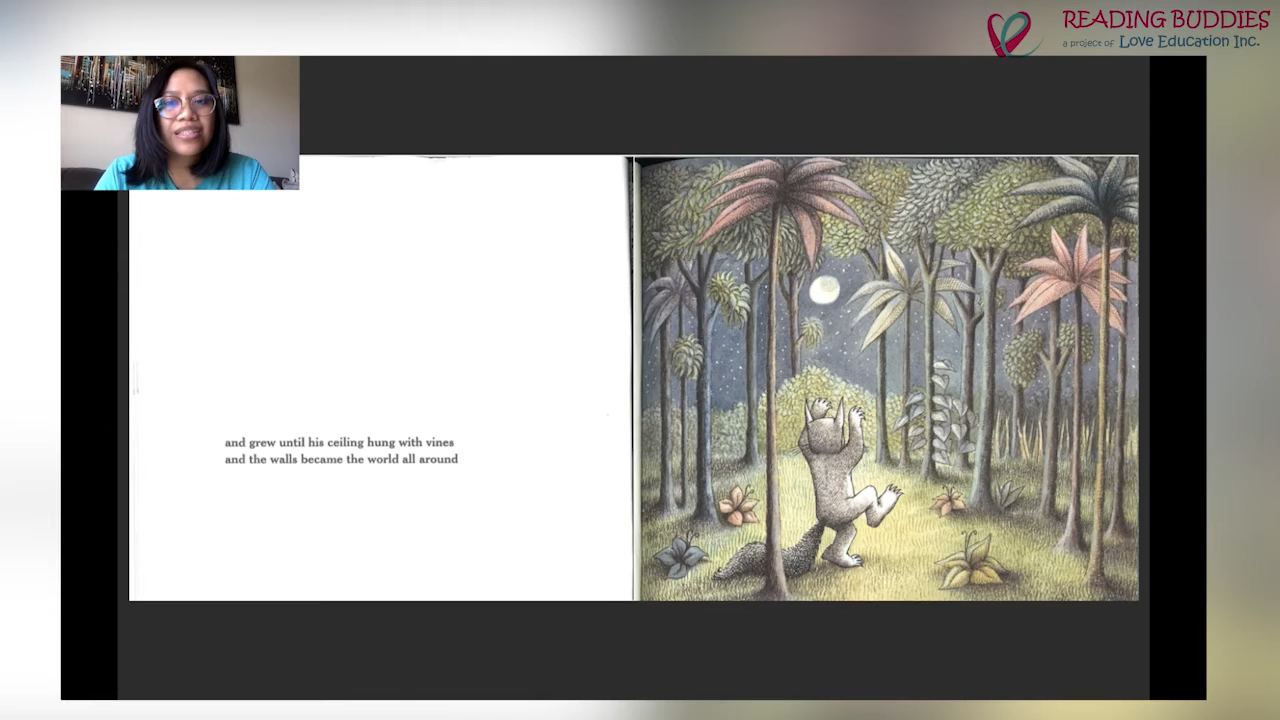 READING BUDDIES
a project of Love Education Inc.
and grew until his ceiling hung with vines
and the walls became the world all around